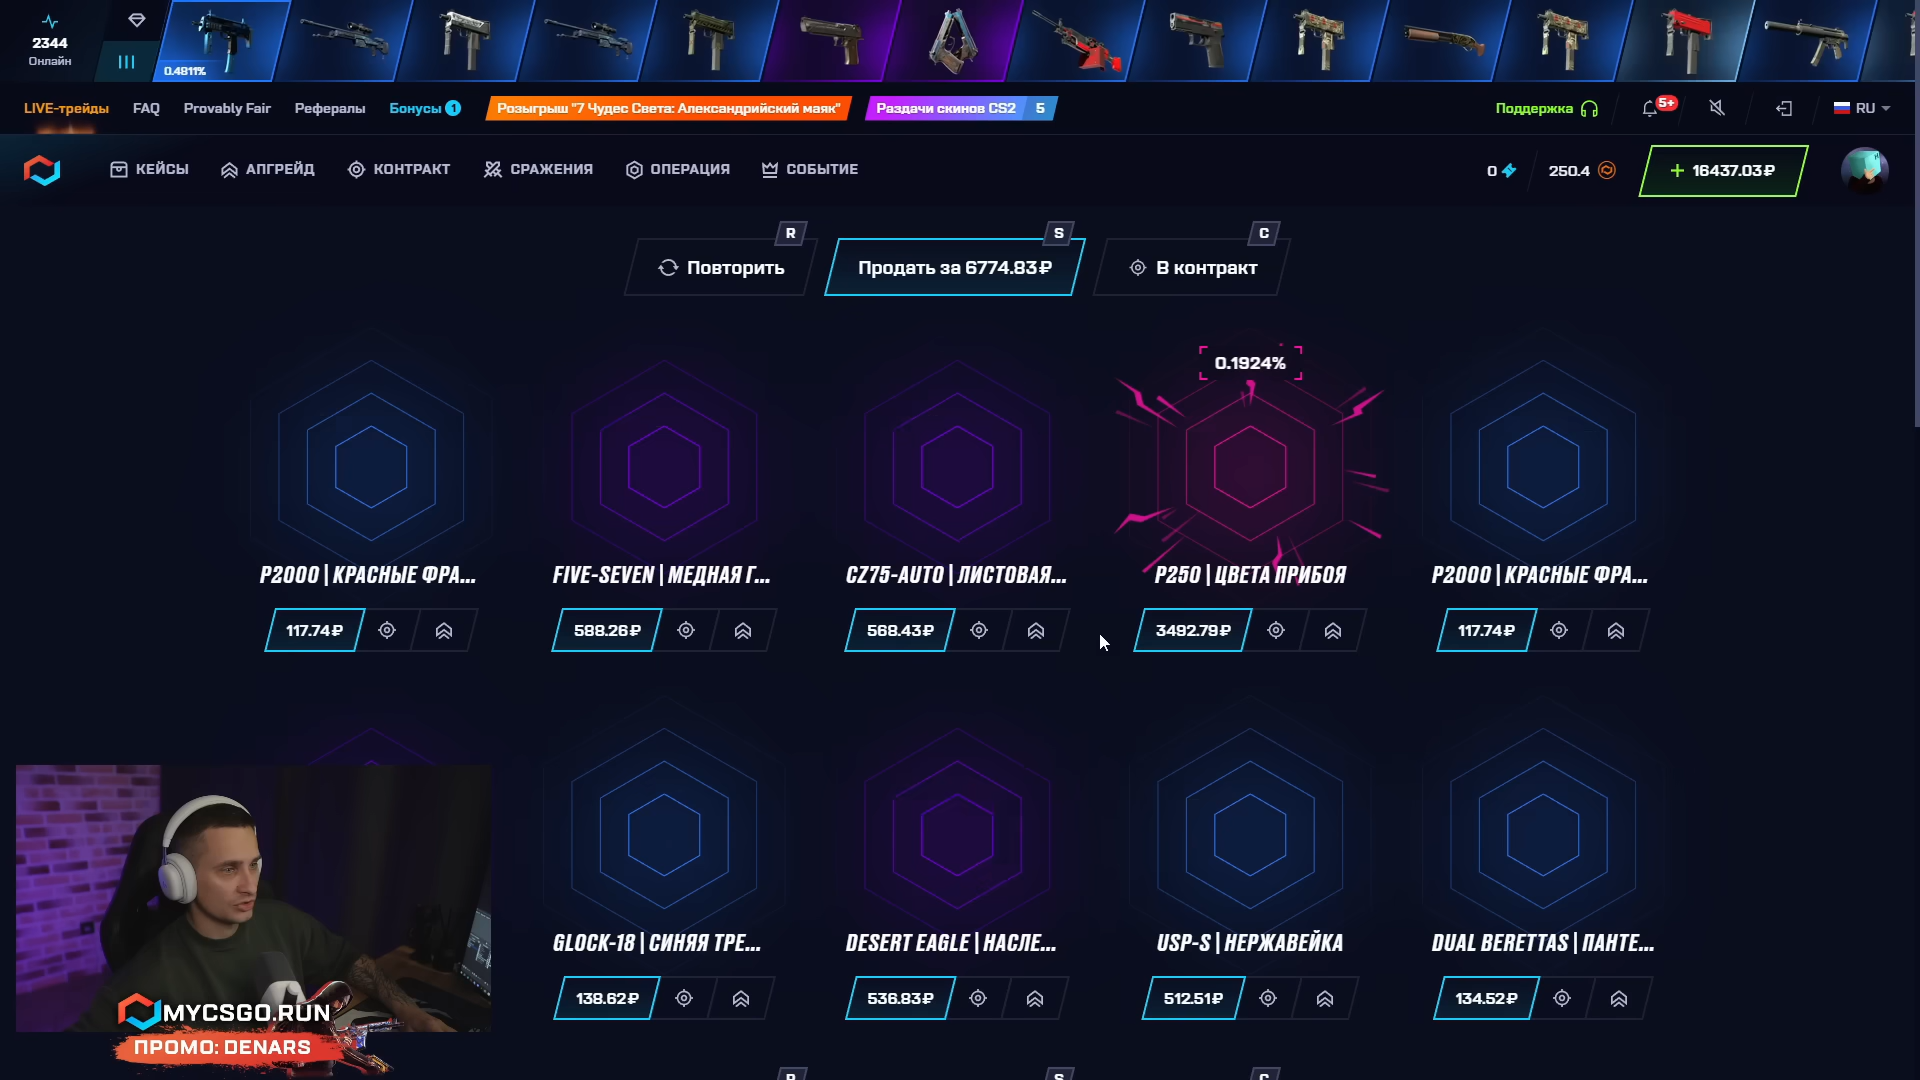 2344
Онлайн
0.4811%
LIVE-трейды
FAQ
Provably Fair
Рефералы
Бонусы 1
Розыгрыш "7 Чудес Света: Александрийский маяк"
Раздачи скинов CS2 5
Поддержка
5+
RU
КЕЙСЫ
АПГРЕЙД
КОНТРАКТ
СРАЖЕНИЯ
ОПЕРАЦИЯ
СОБЫТИЕ
0
250.4
+ 16437.03₽
R
S
C
Повторить
Продать за 6774.83₽
В контракт
0.1924%
P2000 | КРАСНЫЕ ФРА...
FIVE-SEVEN | МЕДНАЯ Г...
CZ75-AUTO | ЛИСТОВАЯ...
P250 | ЦВЕТА ПРИБОЯ
P2000 | КРАСНЫЕ ФРА...
117.74₽
588.26₽
568.43₽
3492.79₽
117.74₽
GLOCK-18 | СИНЯЯ ТРЕ...
DESERT EAGLE | НАСЛЕ...
USP-S | НЕРЖАВЕЙКА
DUAL BERETTAS | ПАНТЕ...
138.62₽
536.83₽
512.51₽
134.52₽
MYCSGO.RUN
ПРОМО: DENARS
R
S
C